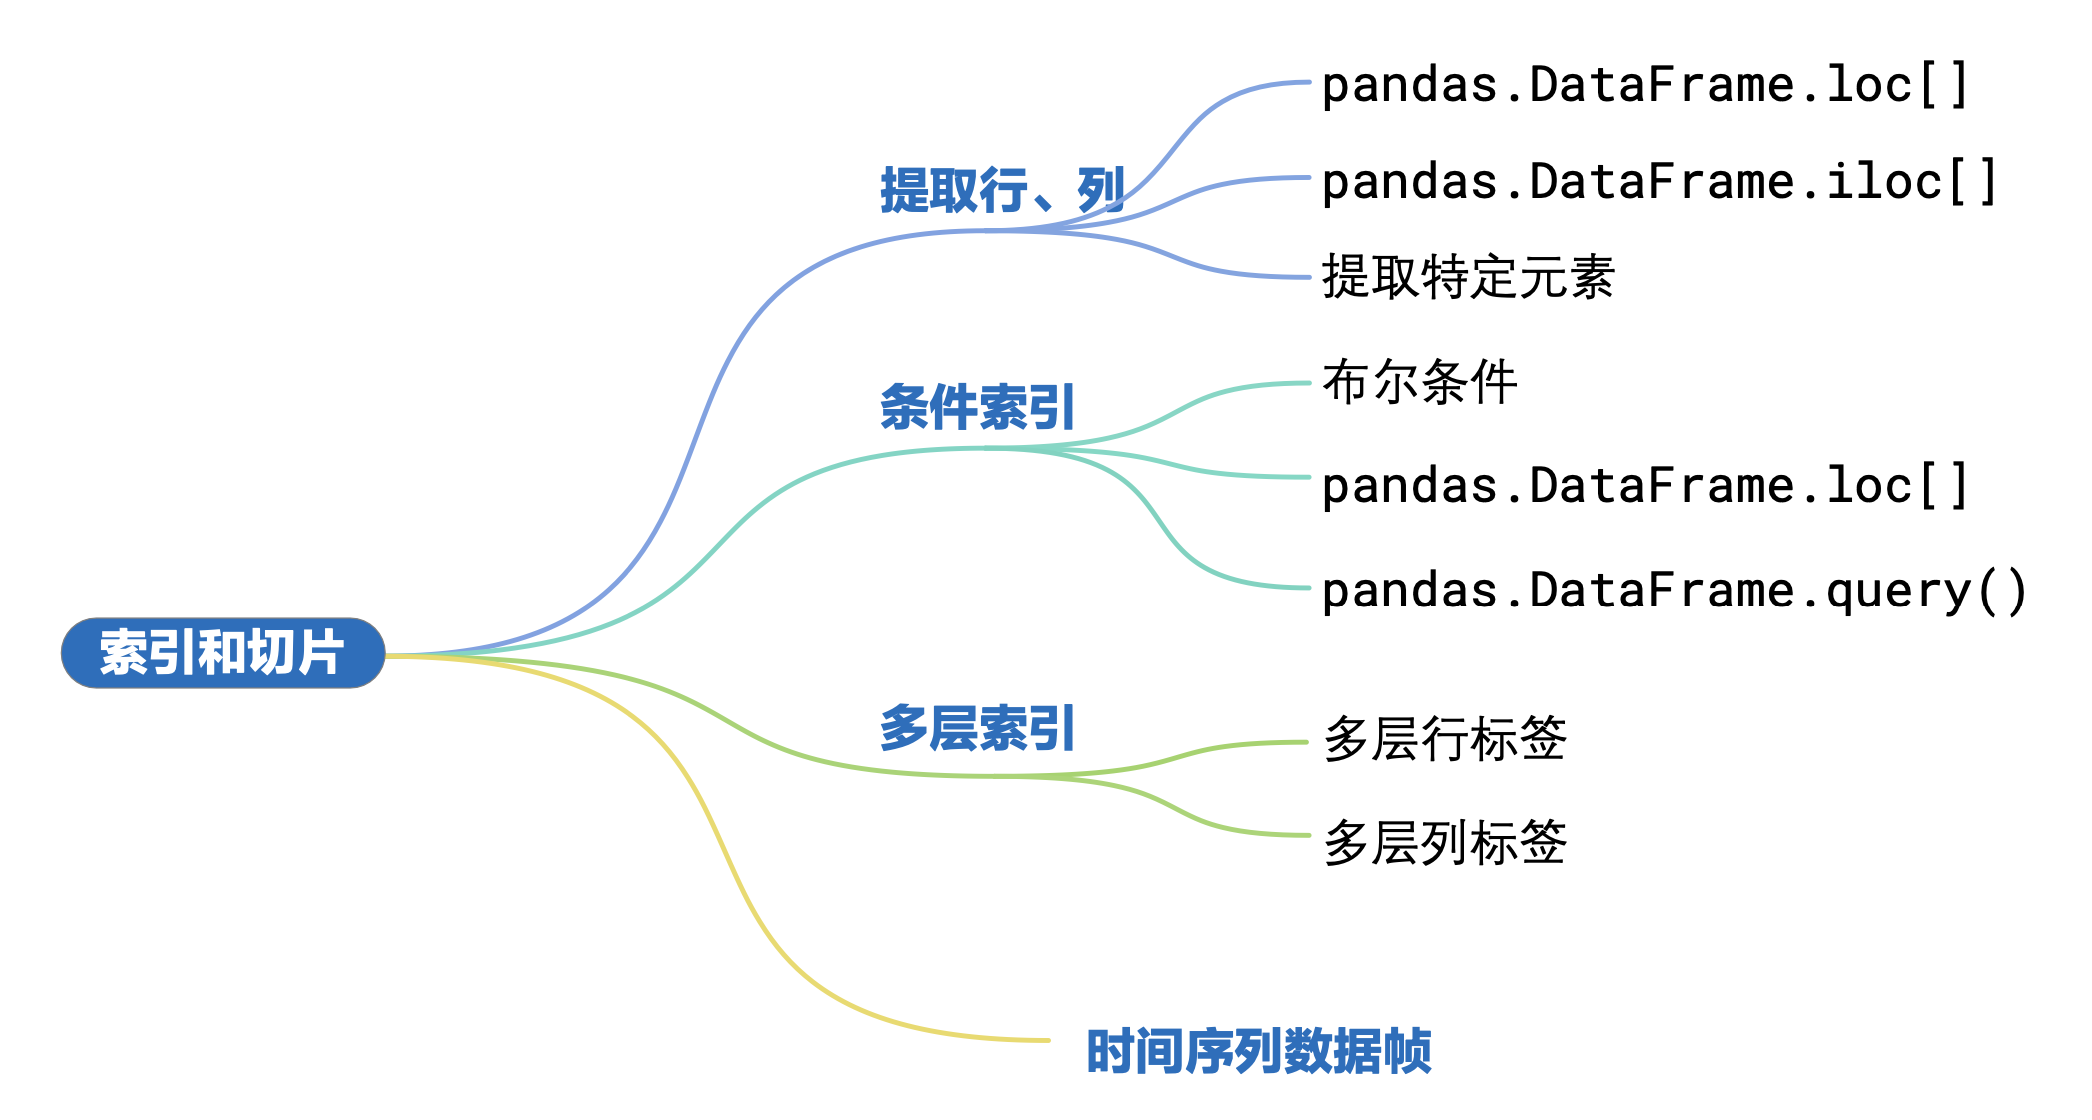 索引和切片
提取行、列
pandas.DataFrame.loc[]
pandas.DataFrame.iloc[]
提取特定元素
条件索引
布尔条件
pandas.DataFrame.loc[]
pandas.DataFrame.query()
多层索引
多层行标签
多层列标签
时间序列数据帧